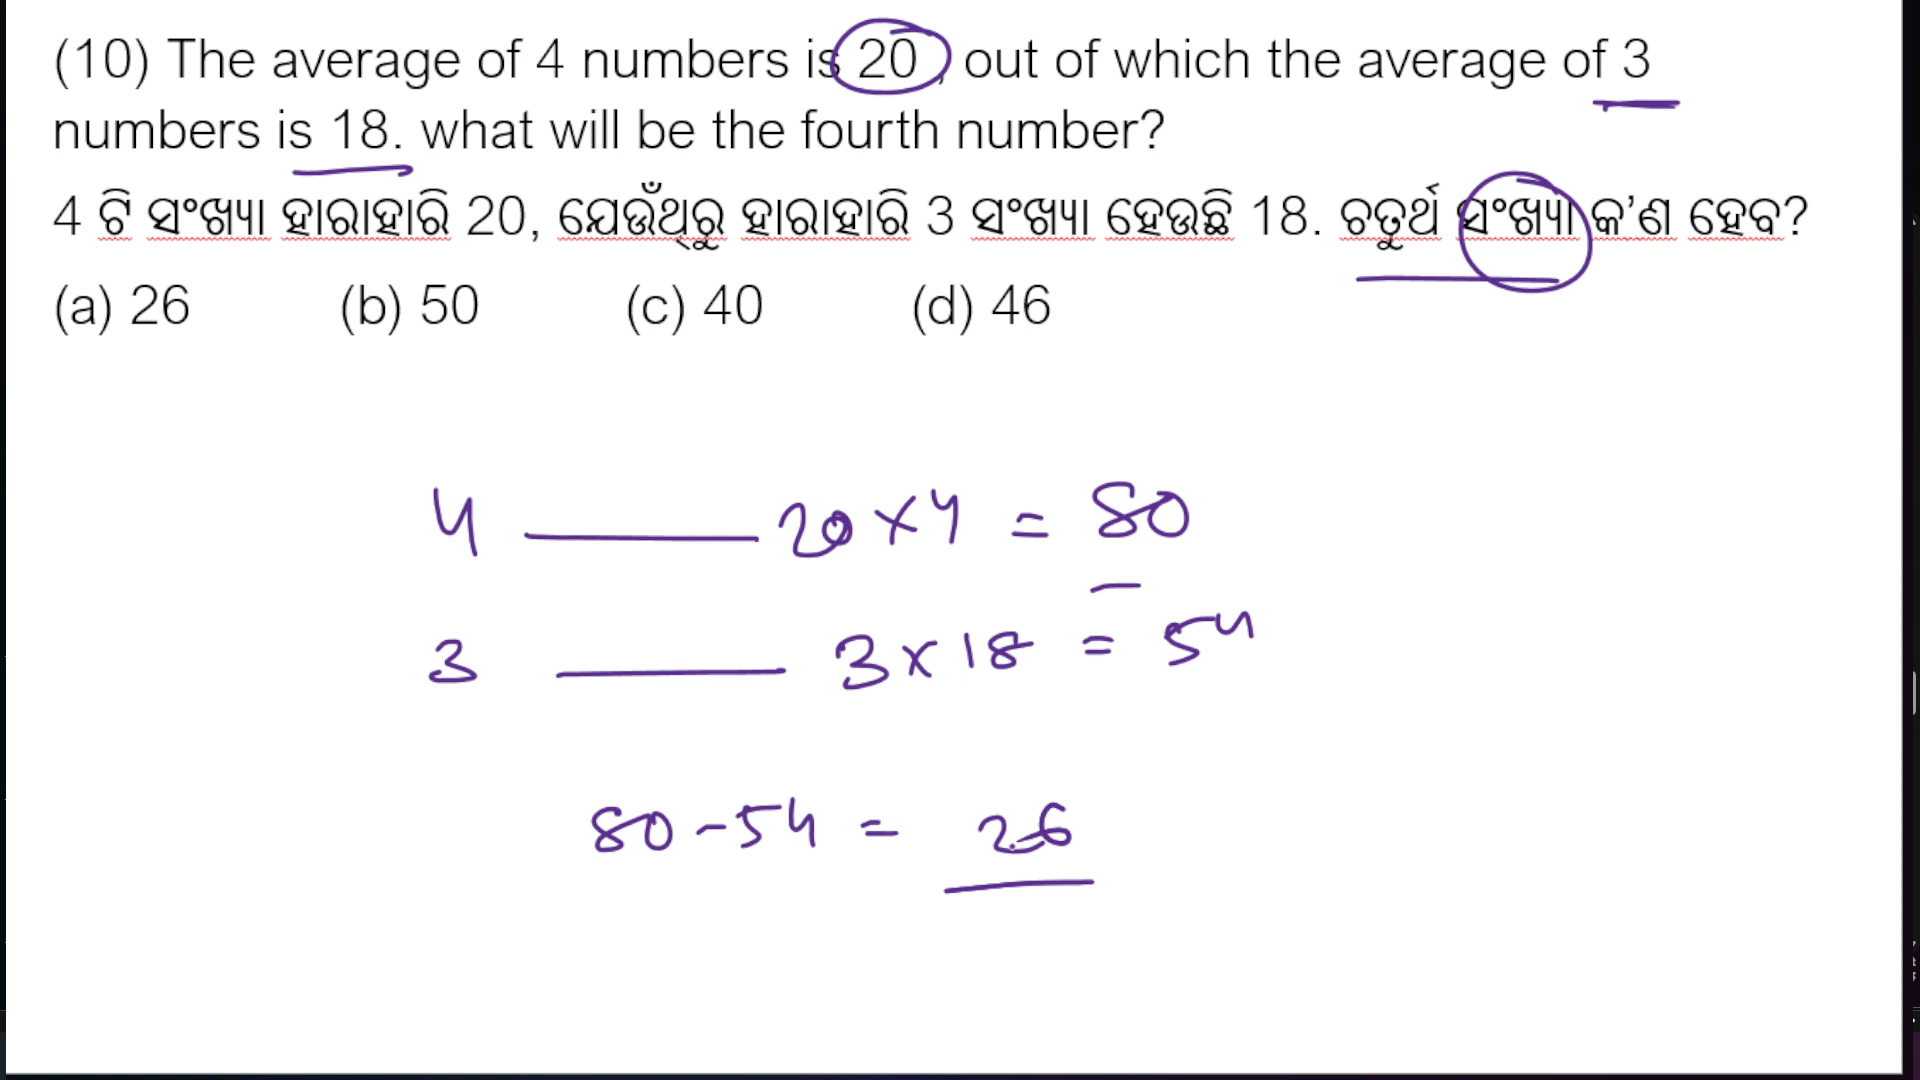 (10) The average of 4 numbers is 20 , out of which the average of 3
numbers is 18. what will be the fourth number?
4 ଟି ସଂଖ୍ୟା ହାରାହାରି 20, ଯେଉଁଥିରୁ ହାରାହାରି 3 ସଂଖ୍ୟା ହେଉଛି 18. ଚତୁର୍ଥ ସଂଖ୍ୟା କ'ଣ ହେବ?
(a) 26 (b) 50 (c) 40 (d) 46
4 — 20 × 4 = 80
3 — 3 × 18 = 54
80 - 54 = 26